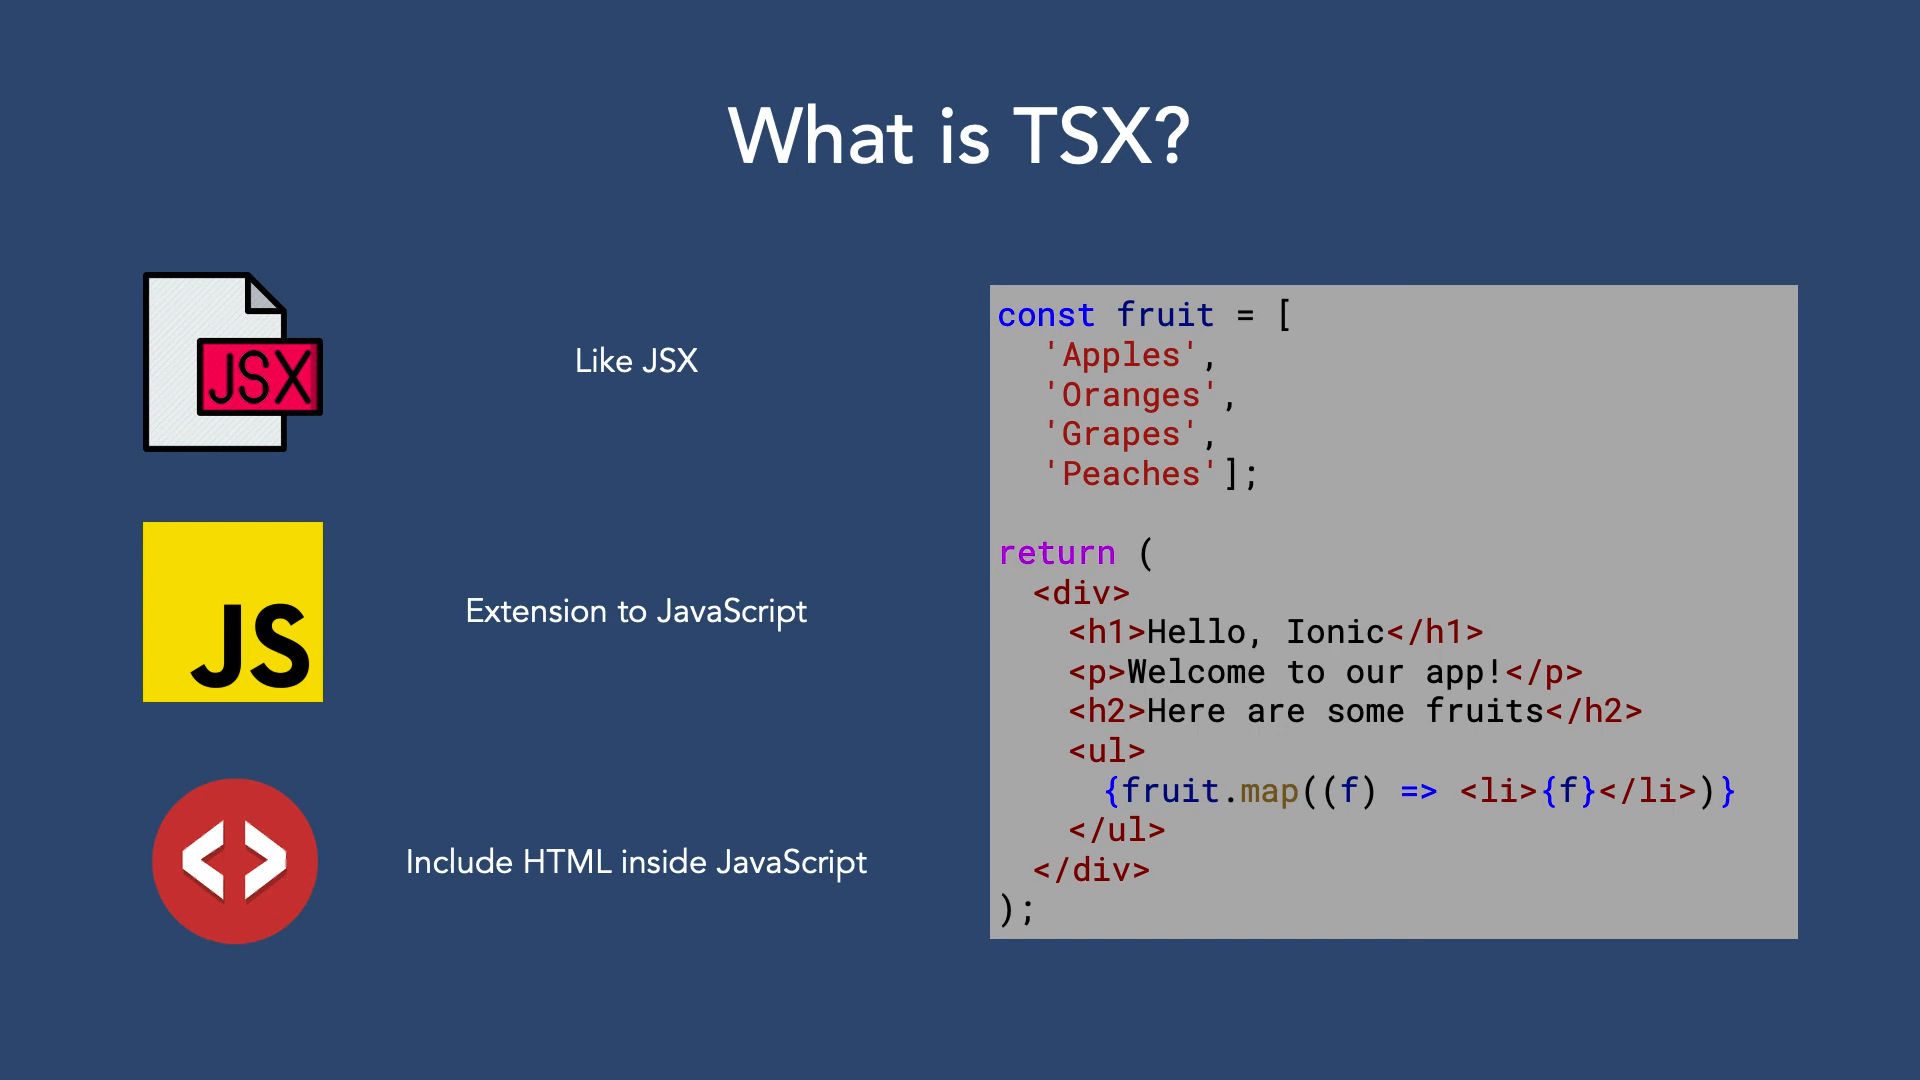 What is TSX?
JSX
Like JSX
JS
Extension to JavaScript
Include HTML inside JavaScript
const fruit = [
'Apples',
'Oranges',
'Grapes',
'Peaches'];
return (
<div>
<h1>Hello, Ionic</h1>
<p>Welcome to our app!</p>
<h2>Here are some fruits</h2>
<ul>
{fruit.map((f) => <li>{f}</li>)}
</ul>
</div>
);